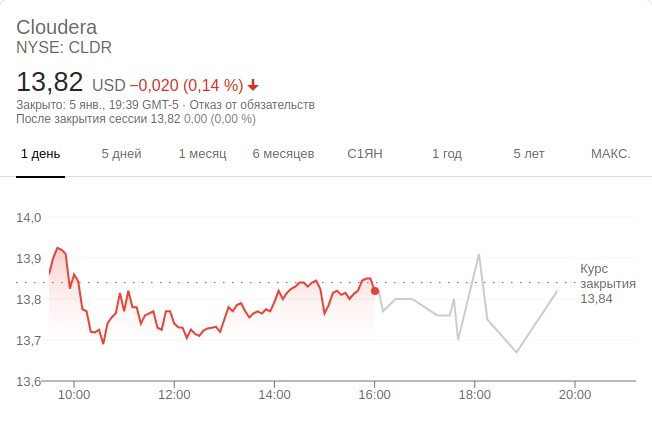 Cloudera
NYSE: CLDR
13,82 USD −0,020 (0,14 %)
Закрыто: 5 янв., 19:39 GMT-5 · Отказ от обязательств
После закрытия сессии 13,82 0,00 (0,00 %)
1 день 5 дней 1 месяц 6 месяцев С1ЯН 1 год 5 лет МАКС.
14,0
13,9
Курс
закрытия
13,84
13,8
13,7
13,6
10:00 12:00 14:00 16:00 18:00 20:00